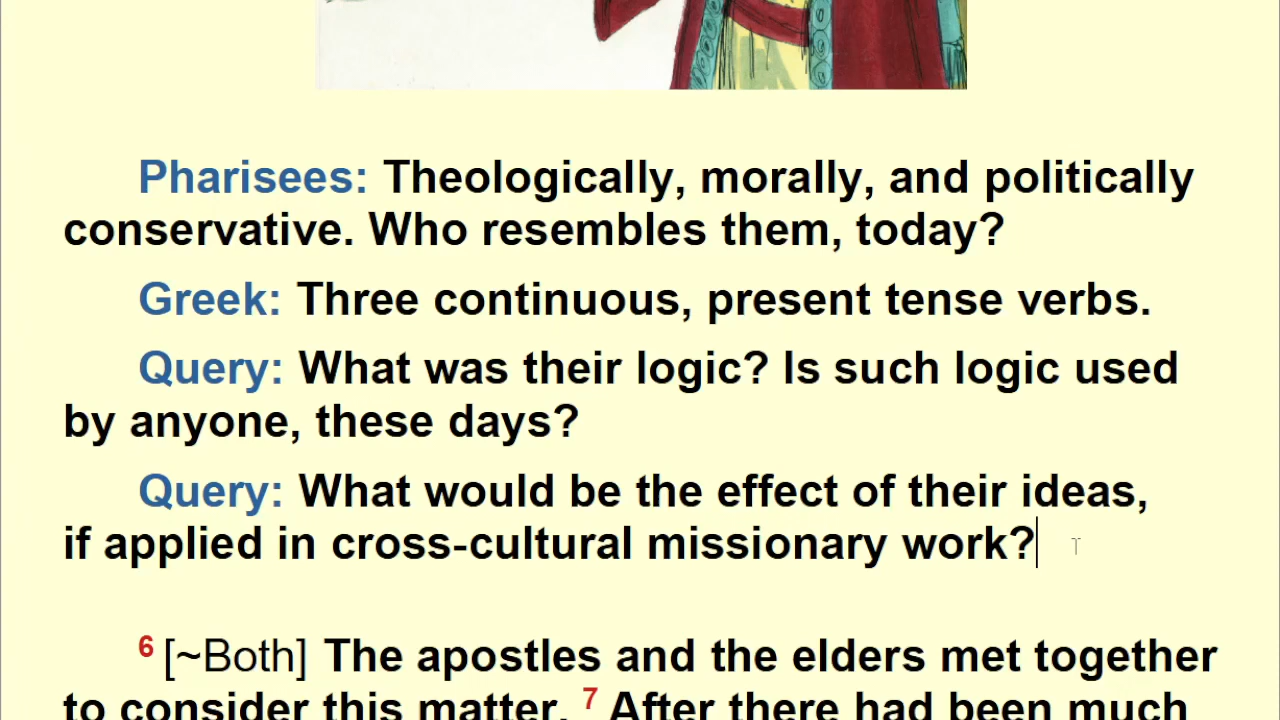 Pharisees: Theologically, morally, and politically
conservative. Who resembles them, today?
Greek: Three continuous, present tense verbs.
Query: What was their logic? Is such logic used
by anyone, these days?
Query: What would be the effect of their ideas,
if applied in cross-cultural missionary work?
6 [~Both] The apostles and the elders met together
to consider this matter. 7 After there had been much